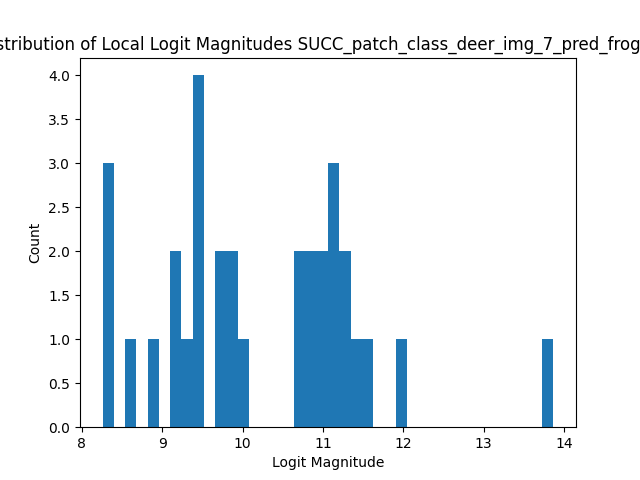 stribution of Local Logit Magnitudes SUCC_patch_class_deer_img_7_pred_frog
4.0
3.5
3.0
2.5
2.0
1.5
1.0
0.5
0.0
Count
8 9 10 11 12 13 14
Logit Magnitude